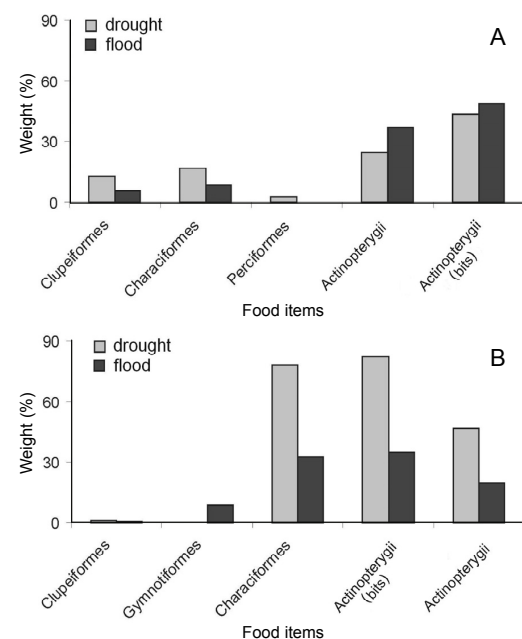 90
60
30
0
Weight (%)
drought
flood
A
Clupeiformes
Characiformes
Perciformes
Actinopterygii
Actinopterygii
(bits)
Food items
90
60
30
0
Weight (%)
drought
flood
B
Clupeiformes
Gymnotiformes
Characiformes
Actinopterygii
(bits)
Actinopterygii
Food items